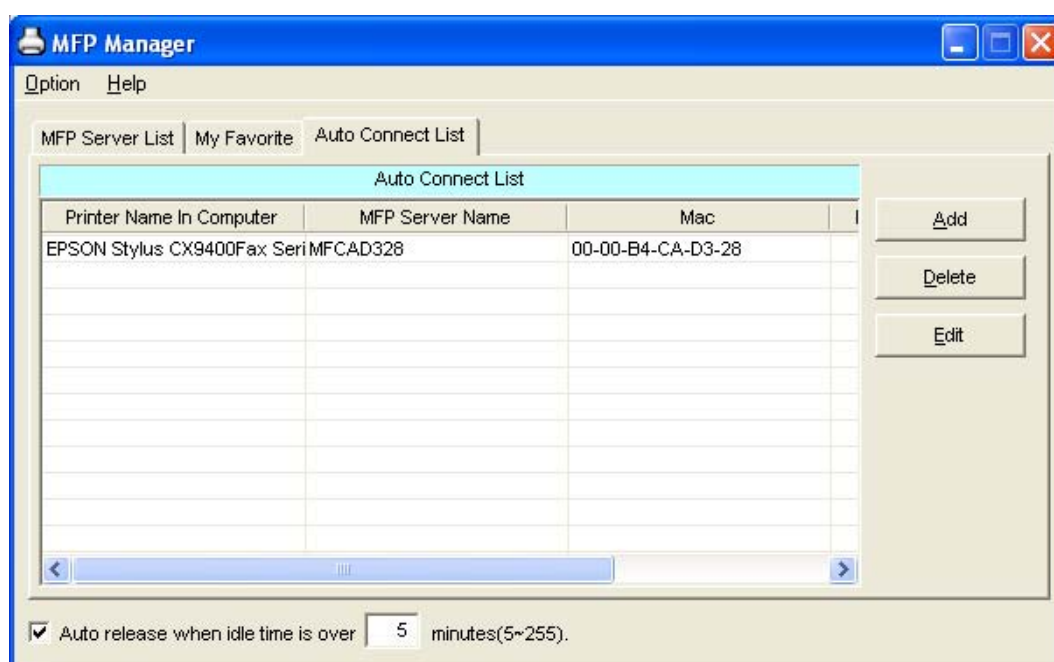 MFP Manager
Option Help
MFP Server List My Favorite Auto Connect List
Auto Connect List
Printer Name In Computer MFP Server Name Mac
EPSON Stylus CX9400Fax Seri MFCAD328 00-00-B4-CA-D3-28
Add
Delete
Edit
Auto release when idle time is over 5 minutes(5~255).